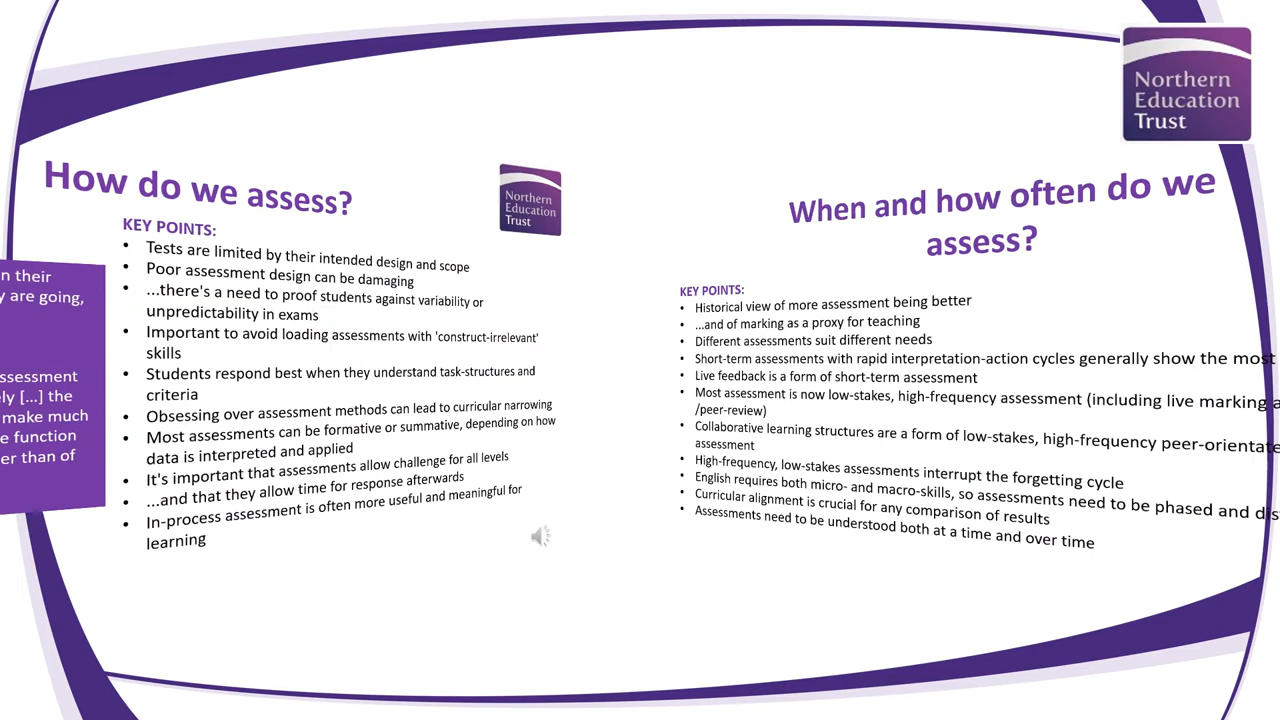 Northern
Education
Trust
How do we assess?
Northern
Education
Trust
KEY POINTS:
• Tests are limited by their intended design and scope
• Poor assessment design can be damaging
• ...there's a need to proof students against variability or
unpredictability in exams
• Important to avoid loading assessments with 'construct-irrelevant'
skills
• Students respond best when they understand task-structures and
criteria
• Obsessing over assessment methods can lead to curricular narrowing
• Most assessments can be formative or summative, depending on how
data is interpreted and applied
• It's important that assessments allow challenge for all levels
• ...and that they allow time for response afterwards
• In-process assessment is often more useful and meaningful for
learning
their
are going,
the
make much
function
than of
When and how often do we
assess?
KEY POINTS:
• Historical view of more assessment being better
• ...and of marking as a proxy for teaching
• Different assessments suit different needs
• Short-term assessments with rapid interpretation-action cycles generally show the most
• Live feedback is a form of short-term assessment
• Most assessment is now low-stakes, high-frequency assessment (including live marking
/peer-review)
• Collaborative learning structures are a form of low-stakes, high-frequency
assessment
• High-frequency, low-stakes assessments interrupt the forgetting cycle
• English requires both micro- and macro-skills, so assessments need to be phased and
• Curricular alignment is crucial for any comparison of results
• Assessments need to be understood both at a time and over time